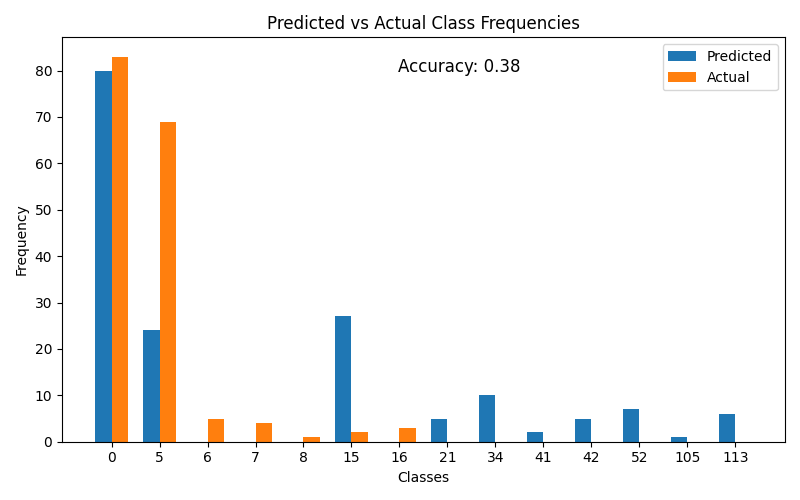 Predicted vs Actual Class Frequencies
Accuracy: 0.38
Predicted
Actual
Frequency
80
70
60
50
40
30
20
10
0
0 5 6 7 8 15 16 21 34 41 42 52 105 113
Classes